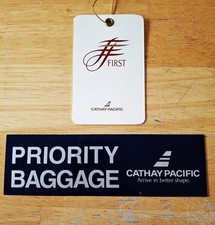 FIRST
CATHAY PACIFIC
PRIORITY
BAGGAGE
CATHAY PACIFIC
Arrive in better shape.